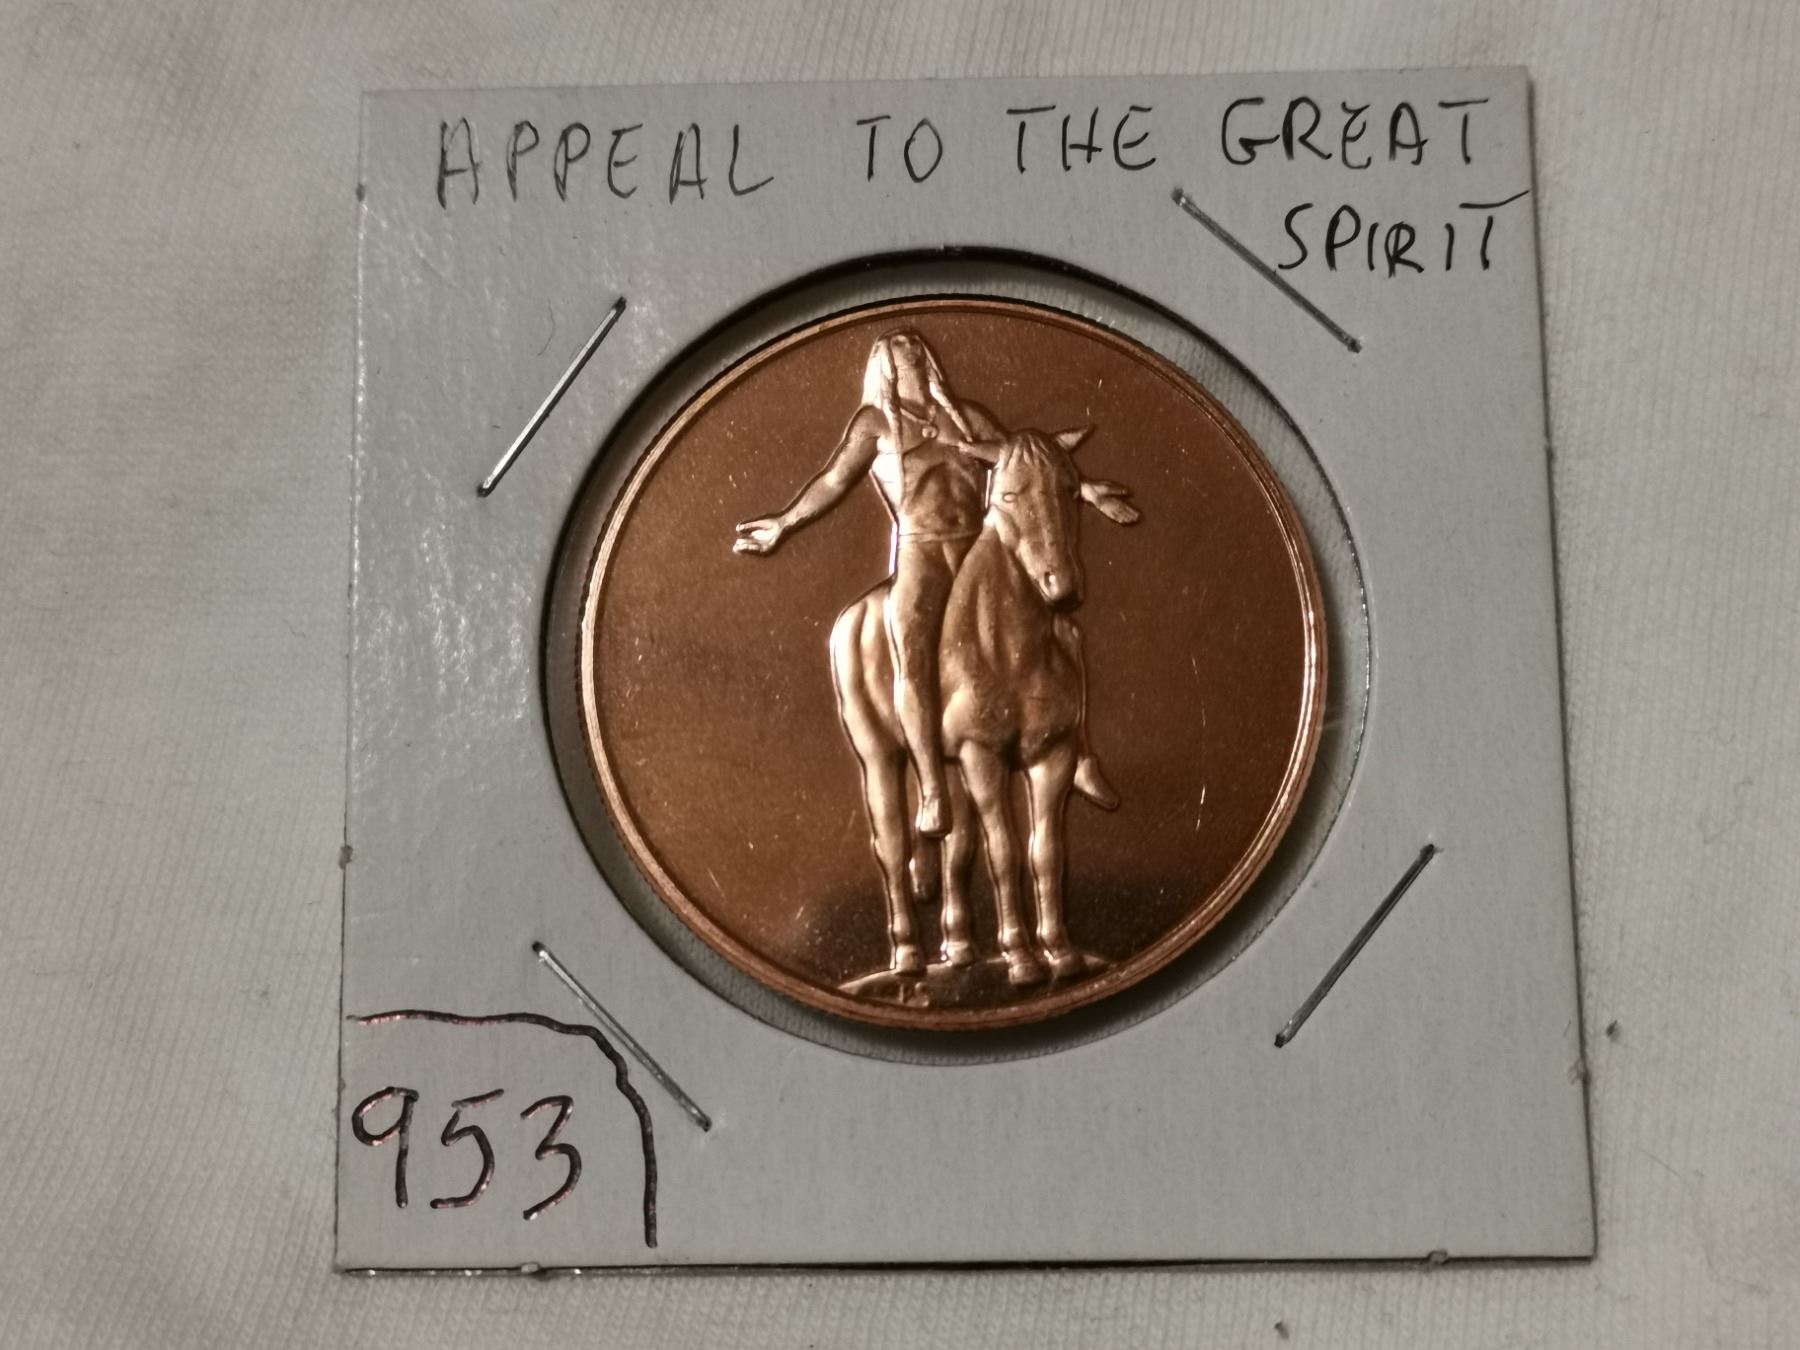 APPEAL TO THE GREAT
SPIRIT
953